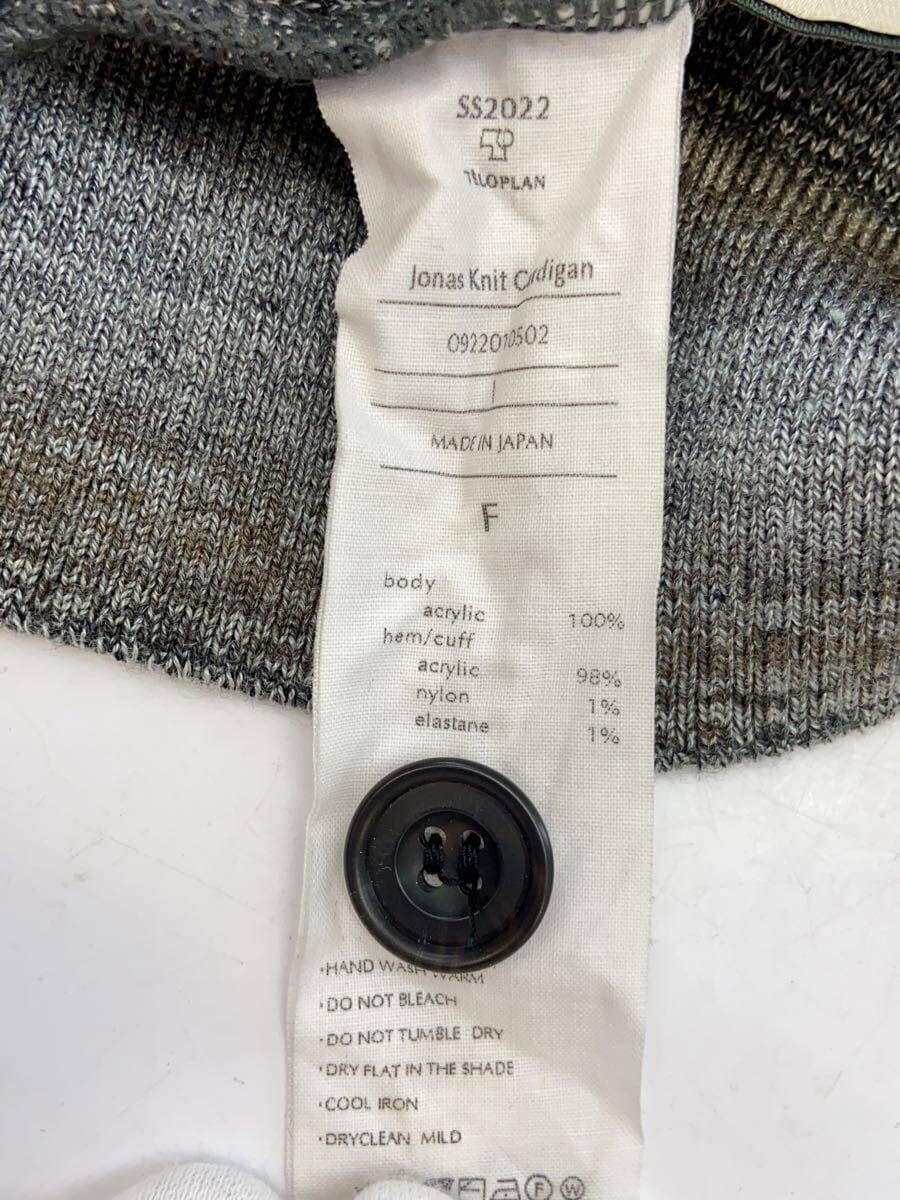 SS2022
TEILOPLAN
Jonas Knit Cardigan
0922010502
MADE IN JAPAN
F
body
acrylic 100%
hem/cuff
acrylic 98%
nylon 1%
elastane 1%
·HAND WASH WARM
·DO NOT BLEACH
·DO NOT TUMBLE DRY
·DRY FLAT IN THE SHADE
·COOL IRON
·DRYCLEAN MILD
F W